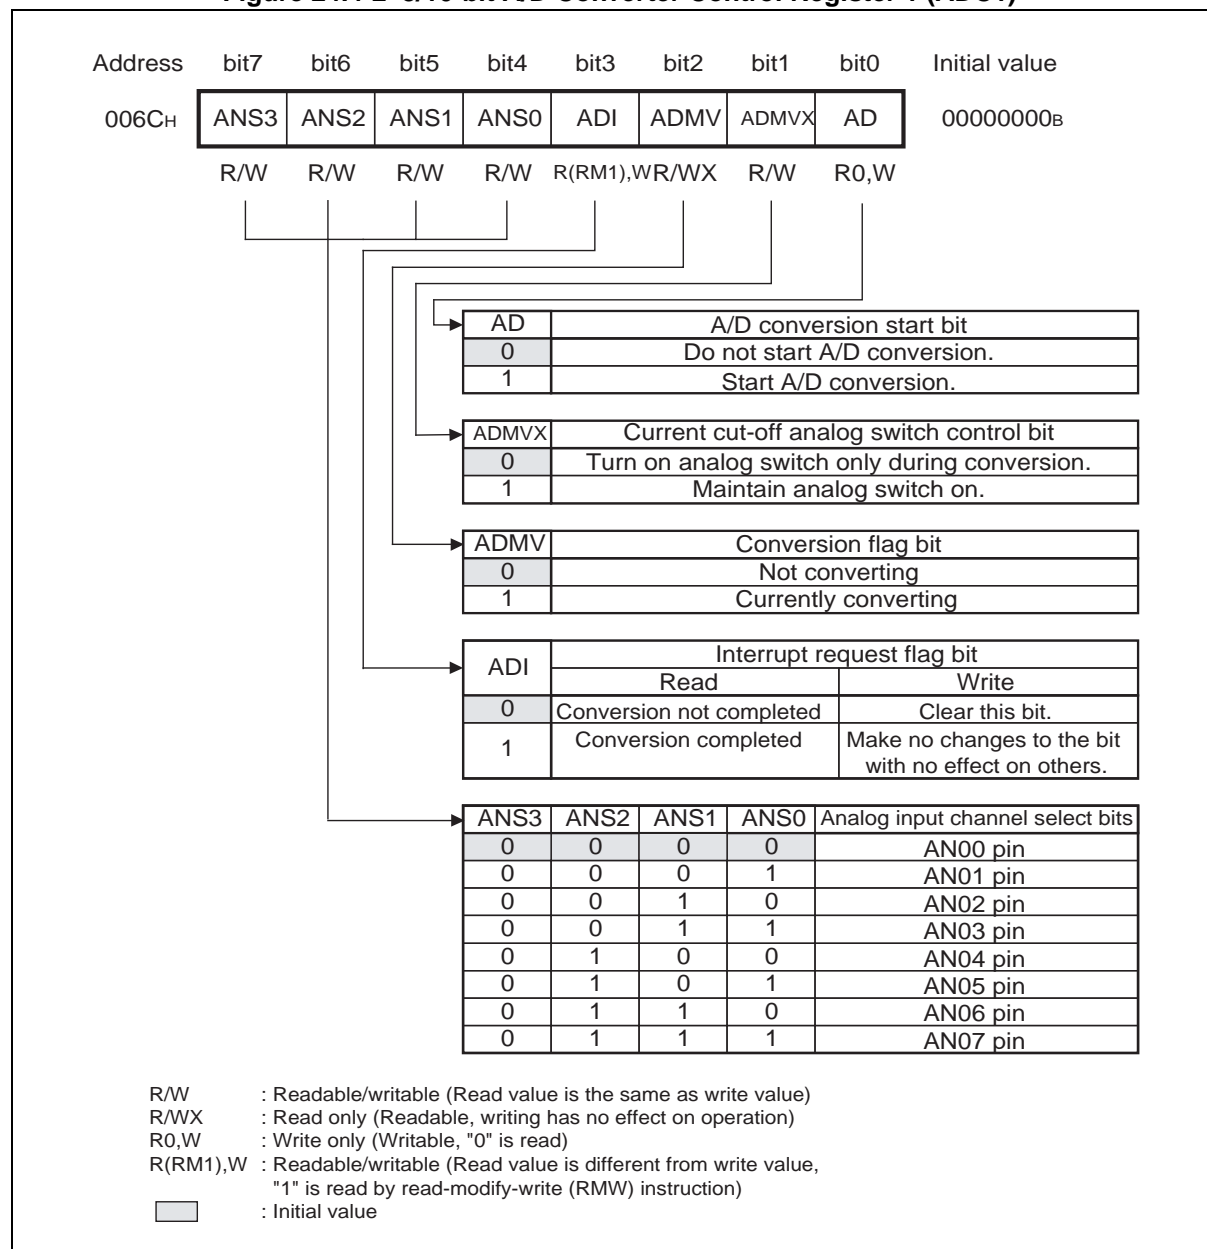 Address bit7 bit6 bit5 bit4 bit3 bit2 bit1 bit0 Initial value
006CH ANS3 ANS2 ANS1 ANS0 ADI ADMV ADMVX AD 00000000B
R/W R/W R/W R/W R(RM1),W R/WX R/W R0,W
AD A/D conversion start bit
0 Do not start A/D conversion.
1 Start A/D conversion.
ADMVX Current cut-off analog switch control bit
0 Turn on analog switch only during conversion.
1 Maintain analog switch on.
ADMV Conversion flag bit
0 Not converting
1 Currently converting
ADI Interrupt request flag bit
Read Write
0 Conversion not completed Clear this bit.
1 Conversion completed Make no changes to the bit
with no effect on others.
ANS3 ANS2 ANS1 ANS0 Analog input channel select bits
0 0 0 0 AN00 pin
0 0 0 1 AN01 pin
0 0 1 0 AN02 pin
0 0 1 1 AN03 pin
0 1 0 0 AN04 pin
0 1 0 1 AN05 pin
0 1 1 0 AN06 pin
0 1 1 1 AN07 pin
R/W : Readable/writable (Read value is the same as write value)
R/WX : Read only (Readable, writing has no effect on operation)
R0,W : Write only (Writable, "0" is read)
R(RM1),W : Readable/writable (Read value is different from write value,
"1" is read by read-modify-write (RMW) instruction)
: Initial value